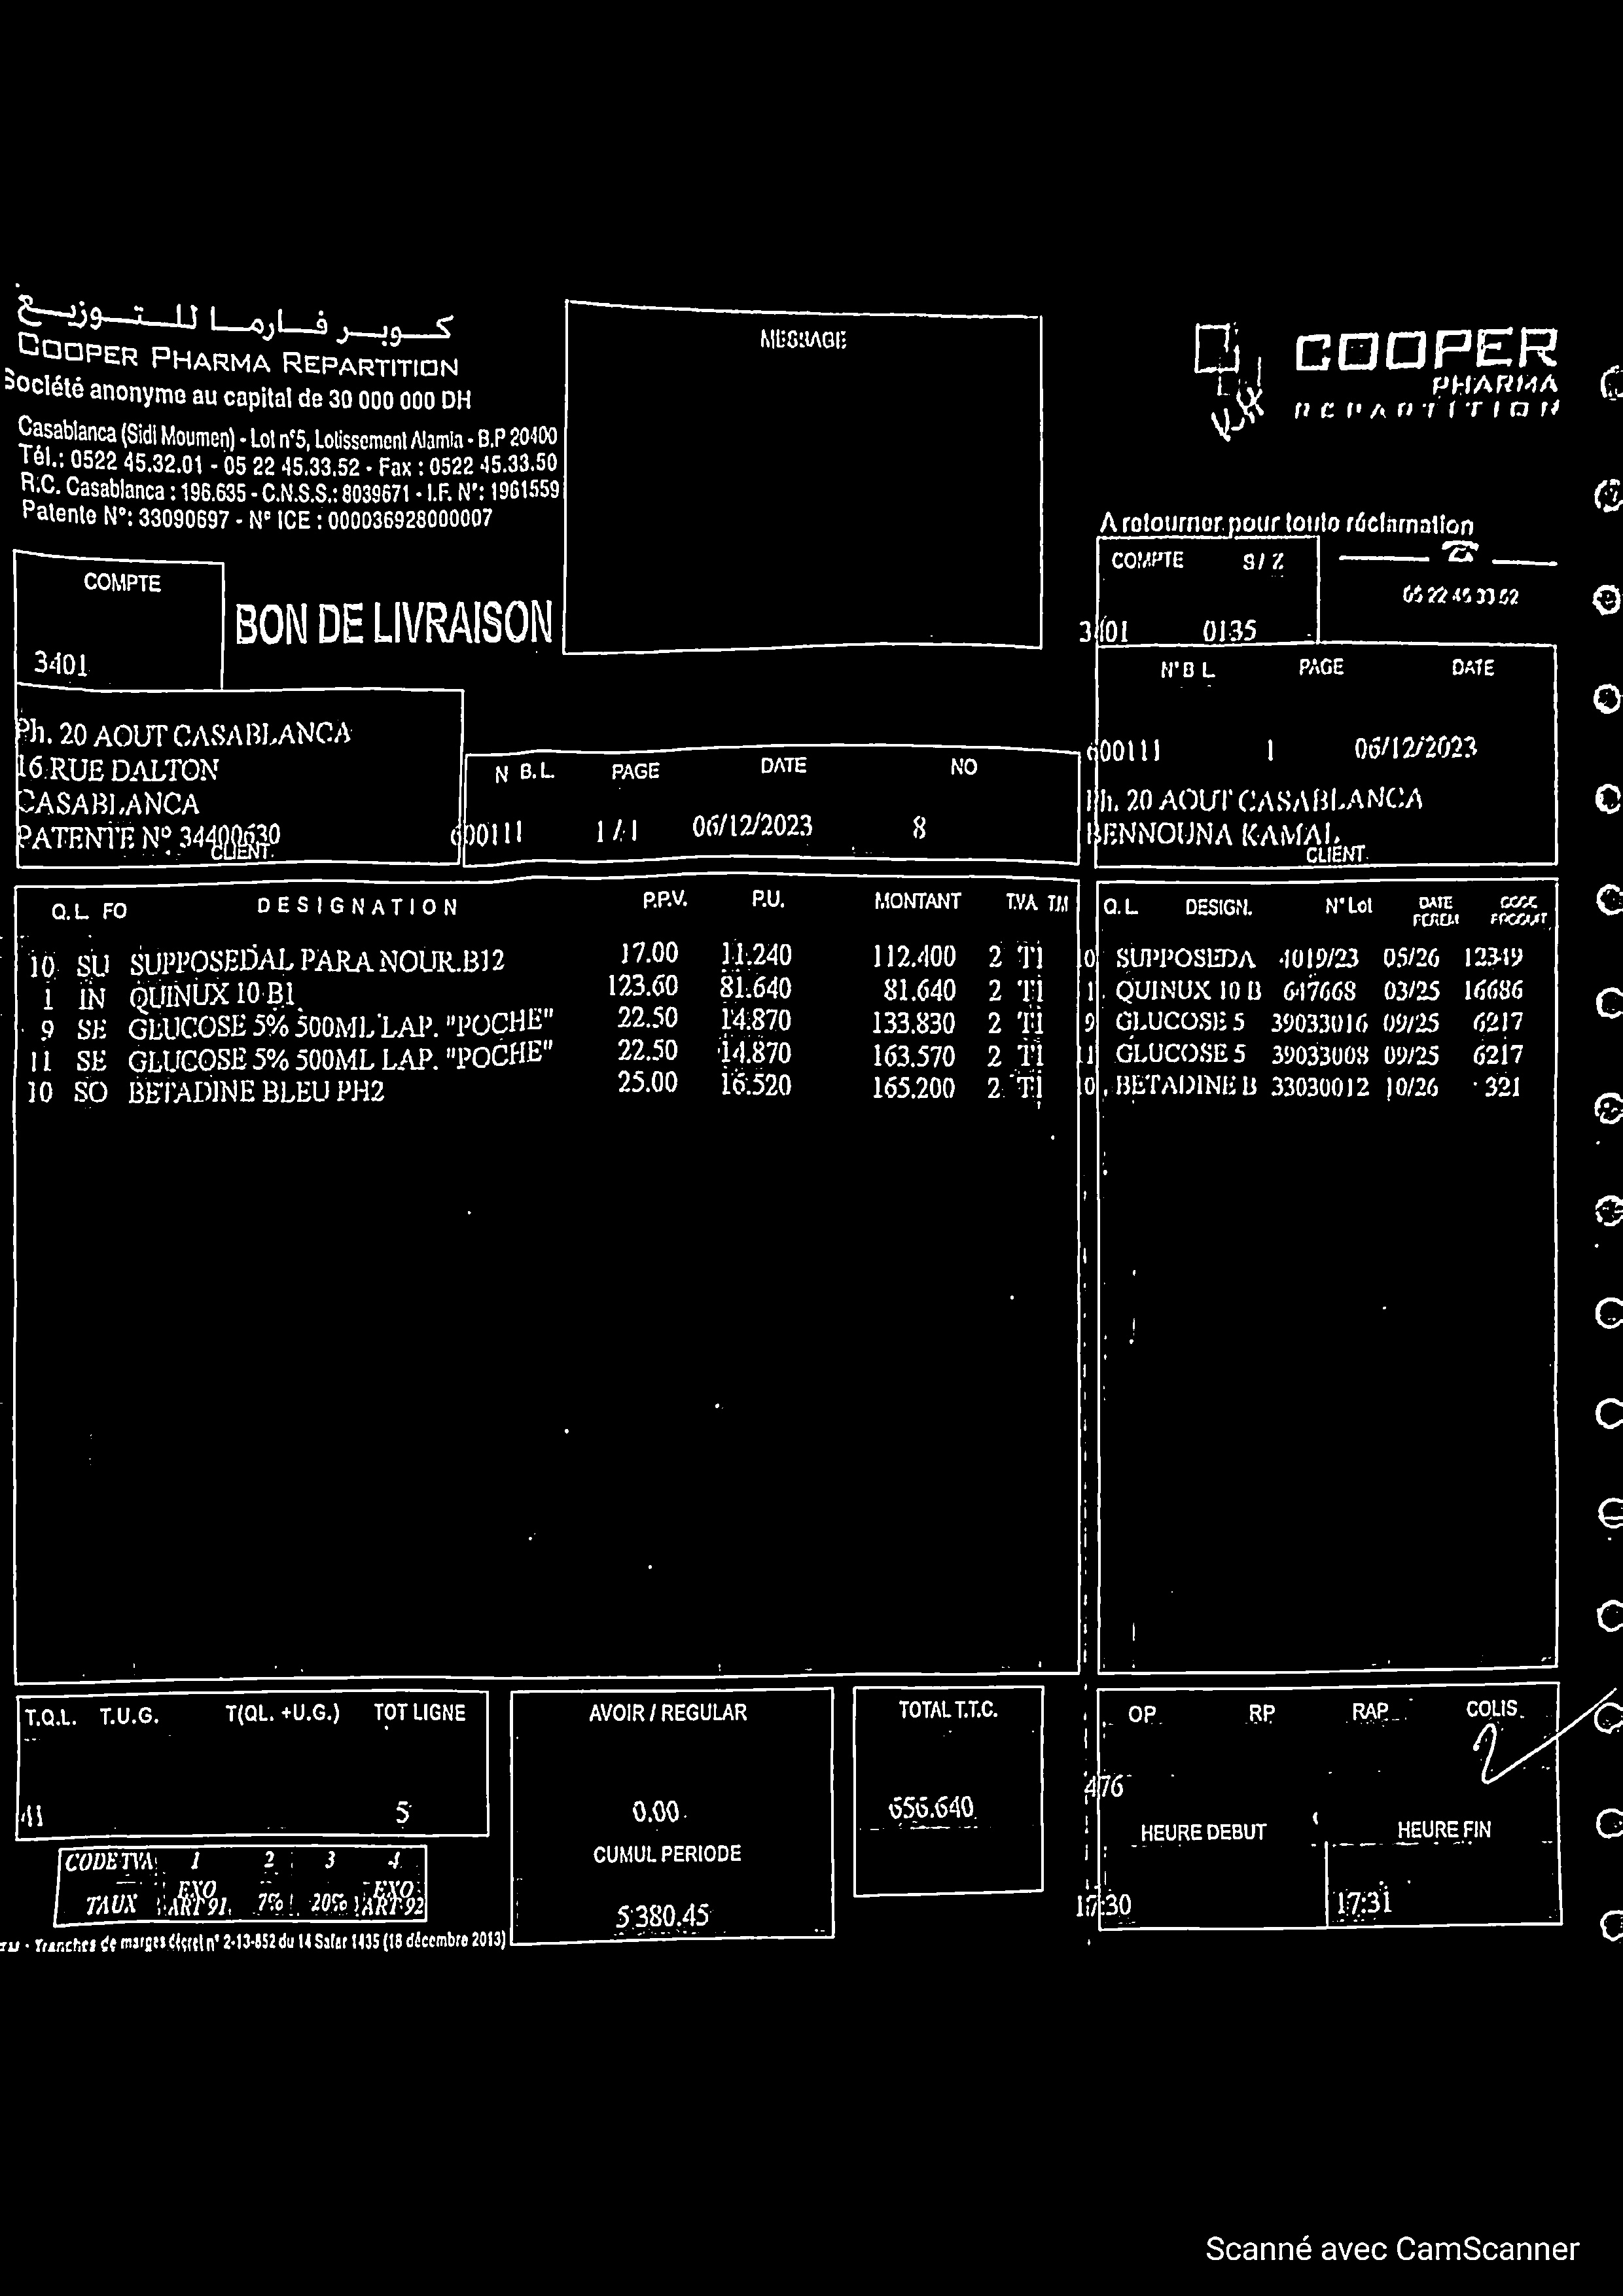 كوبر فارما للتوزيع
COOPER PHARMA REPARTITION
Société anonyme au capital de 30 000 000 DH
Casablanca (Sidi Moumen) - Lot n°5, Lotissement Alamia - B.P 20400
Tél.: 0522 45.32.01 - 05 22 45.33.52 - Fax : 0522 45.33.50
R.C. Casablanca : 196.635 - C.N.S.S.: 8039671 - I.F. N°: 1961559
Patente N°: 33090697 - N° ICE : 000036928000007
MESSAGE
COOPER
PHARMA
REPARTITION
A retourner pour toute réclamation
COMPTE S/Z
05 22 45 33 52
3401 0135
COMPTE
3401
BON DE LIVRAISON
Ph. 20 AOUT CASABLANCA
16 RUE DALTON
CASABLANCA
PATENTE N° 34400630
CLIENT
N B.L. PAGE DATE NO
600111 1 / 1 06/12/2023 8
N° B L PAGE DATE
600111 1 06/12/2023
Ph. 20 AOUT CASABLANCA
BENNOUNA KAMAL
CLIENT
Q.L FO DESIGNATION P.P.V. P.U. MONTANT T.V.A T.M
10 SU SUPPOSEDAL PARA NOUR.B12 17.00 11.240 112.400 2 T1
1 IN QUINUX 10 B1 123.60 81.640 81.640 2 T1
9 SE GLUCOSE 5% 500ML LAP. "POCHE" 22.50 14.870 133.830 2 T1
11 SE GLUCOSE 5% 500ML LAP. "POCHE" 22.50 14.870 163.570 2 T1
10 SO BETADINE BLEU PH2 25.00 16.520 165.200 2 T1
Q.L DESIGN. N° Lot DATE PEREM CODE PRODUIT
10 SUPPOSEDA 4019/23 05/26 12349
1 QUINUX 10 B 647668 03/25 16686
9 GLUCOSE 5 39033016 09/25 6217
11 GLUCOSE 5 39033008 09/25 6217
10 BETADINE B 33030012 10/26 321
T.Q.L. T.U.G. T(QL. +U.G.) TOT LIGNE
41 5
AVOIR / REGULAR
0.00
CUMUL PERIODE
5380.45
TOTAL T.T.C.
656.640
OP RP RAP COLIS
2
476
HEURE DEBUT HEURE FIN
17:30 17:31
CODE TVA 1 2 3 4
TAUX EXO ART 91 7% 20% EXO ART 92
- Tranches de marges décret n° 2-13-852 du 14 Safar 1435 (18 décembre 2013)
Scanné avec CamScanner